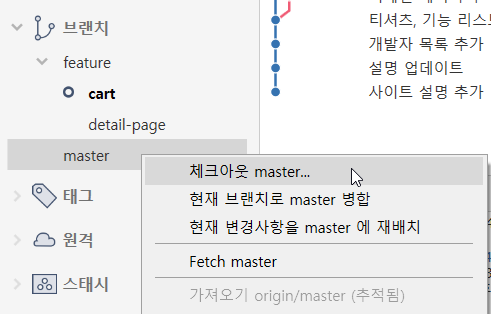 브랜치
feature
cart
detail-page
master
태그
원격
스태시
티셔츠, 기능 리스트
개발자 목록 추가
설명 업데이트
사이트 설명 추가
체크아웃 master...
현재 브랜치로 master 병합
현재 변경사항을 master 에 재배치
Fetch master
가져오기 origin/master (추적됨)